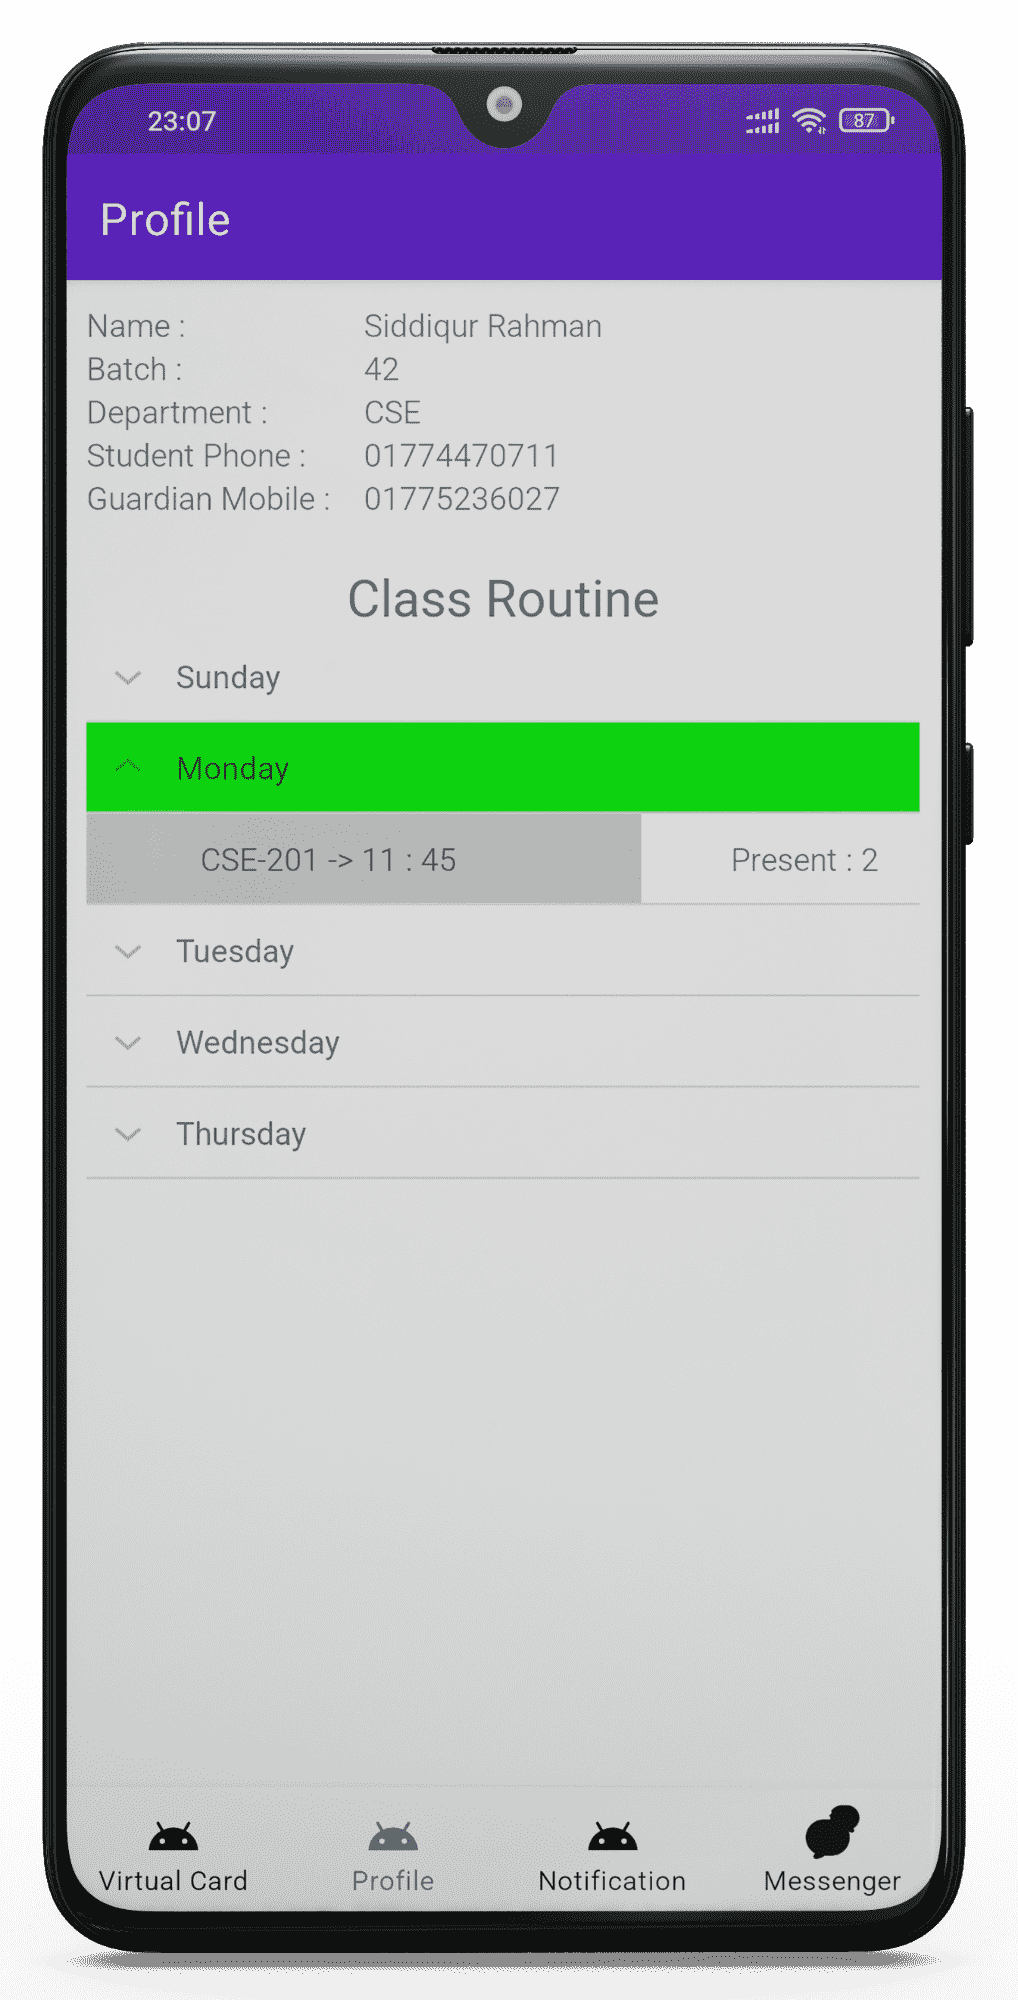 23:07 87
Profile
Name : Siddiqur Rahman
Batch : 42
Department : CSE
Student Phone : 01774470711
Guardian Mobile : 01775236027
Class Routine
Sunday
Monday
CSE-201 -> 11 : 45 Present : 2
Tuesday
Wednesday
Thursday
Virtual Card Profile Notification Messenger